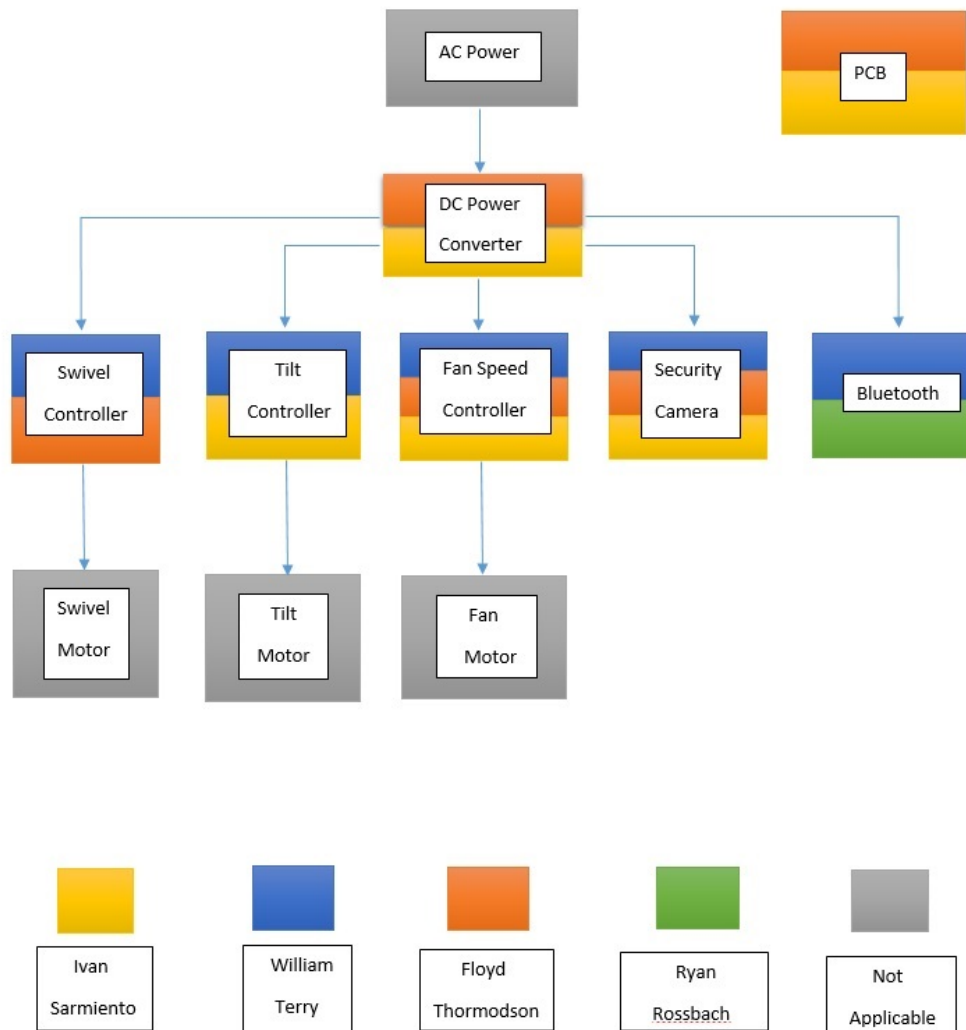 AC Power
PCB
DC Power
Converter
Swivel
Controller
Tilt
Controller
Fan Speed
Controller
Security
Camera
Bluetooth
Swivel
Motor
Tilt
Motor
Fan
Motor
Ivan
Sarmiento
William
Terry
Floyd
Thormodson
Ryan
Rossbach
Not
Applicable